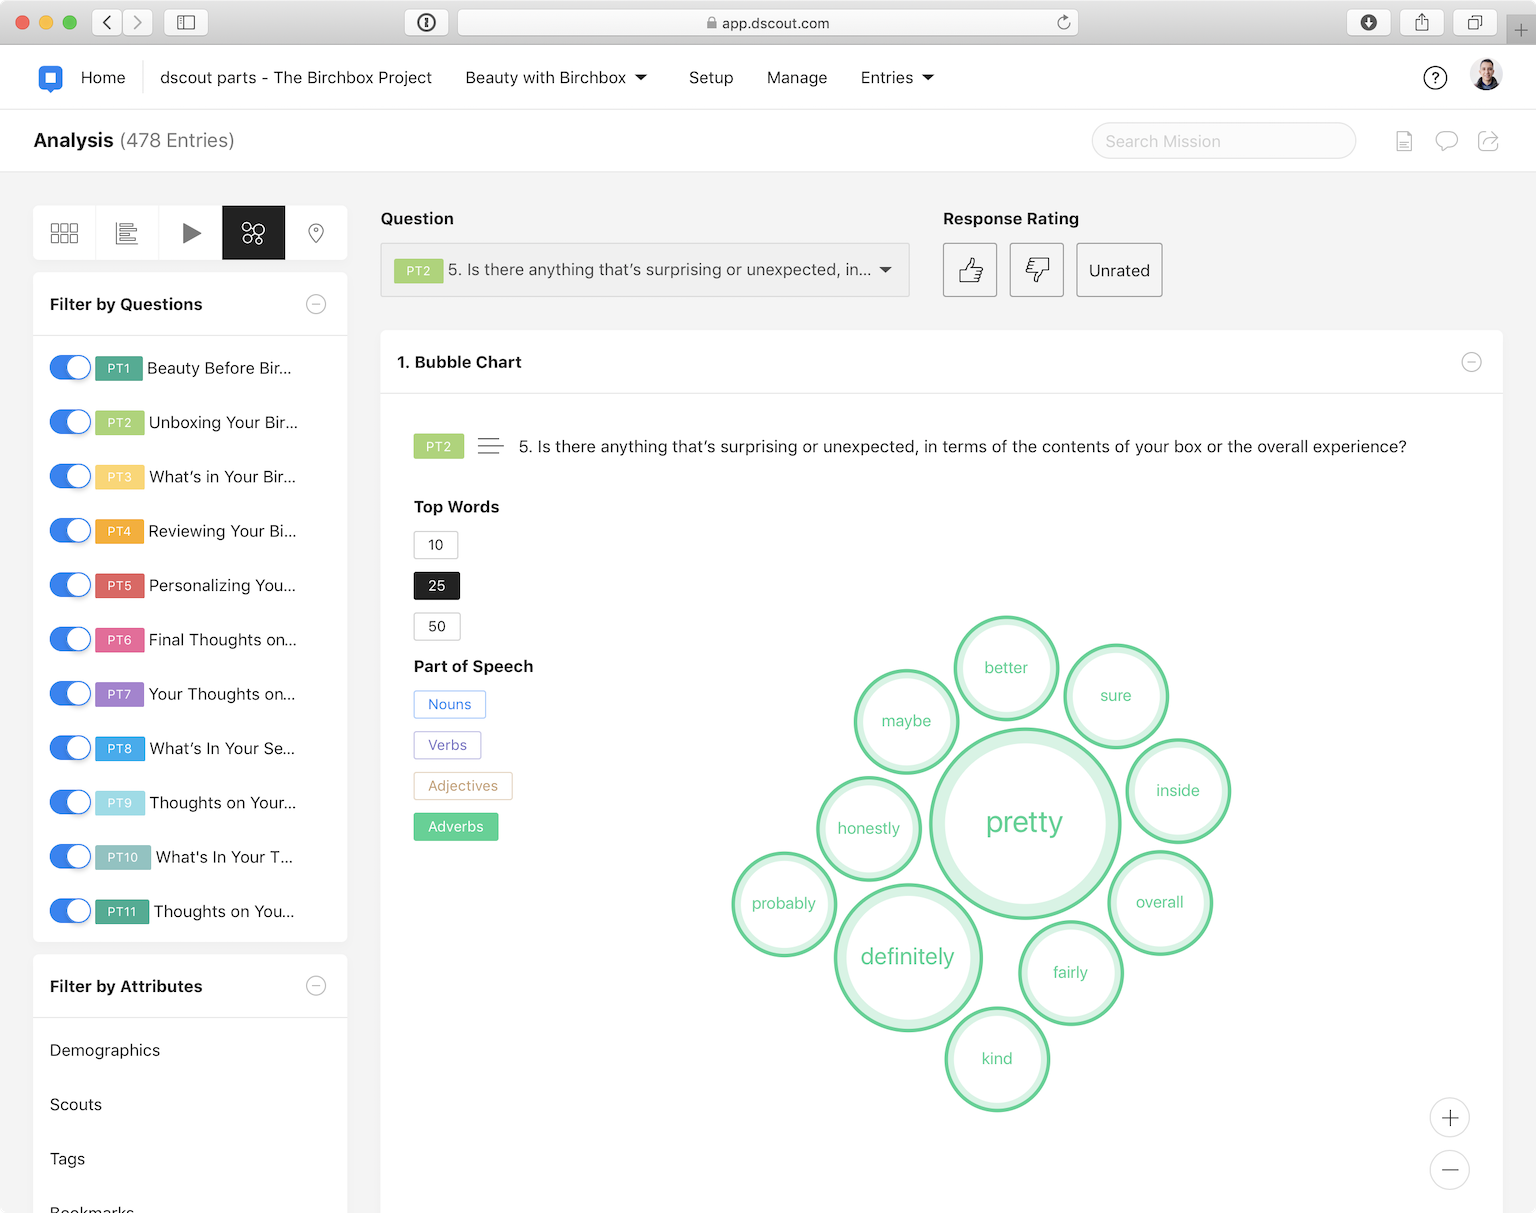 app.dscout.com
Home
dscout parts - The Birchbox Project
Beauty with Birchbox
Setup
Manage
Entries
?
Analysis (478 Entries)
Search Mission
Question
PT2 5. Is there anything that's surprising or unexpected, in...
Response Rating
Unrated
Filter by Questions
PT1 Beauty Before Bir...
PT2 Unboxing Your Bir...
PT3 What's in Your Bir...
PT4 Reviewing Your Bi...
PT5 Personalizing You...
PT6 Final Thoughts on...
PT7 Your Thoughts on...
PT8 What's In Your Se...
PT9 Thoughts on Your...
PT10 What's In Your T...
PT11 Thoughts on You...
Filter by Attributes
Demographics
Scouts
Tags
Bookmarks
1. Bubble Chart
PT2 5. Is there anything that's surprising or unexpected, in terms of the contents of your box or the overall experience?
Top Words
10
25
50
Part of Speech
Nouns
Verbs
Adjectives
Adverbs
better
sure
maybe
inside
pretty
honestly
overall
probably
definitely
fairly
kind